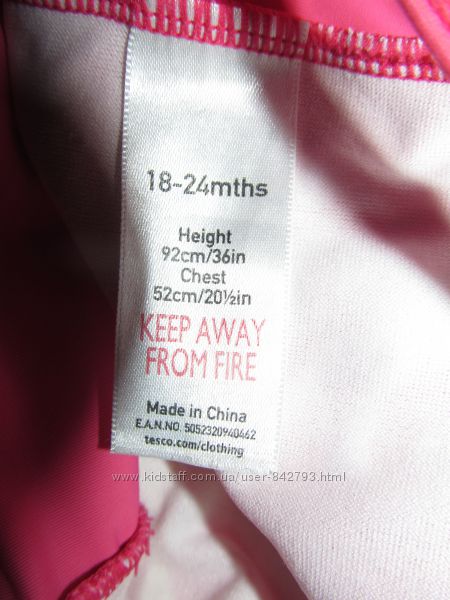 18-24mths
Height
92cm/36in
Chest
52cm/20½in
KEEP AWAY
FROM FIRE
Made in China
E.A.N.NO. 5052320940462
tesco.com/clothing
www.kidstaff.com.ua/user-842793.html